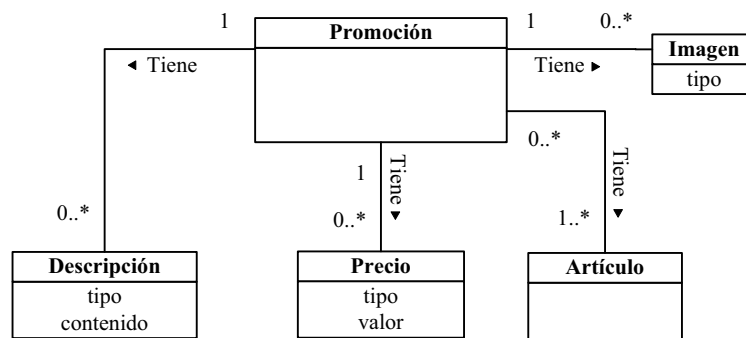 1
Promoción
1
0..*
Imagen
tipo
Tiene
Tiene
0..*
Tiene
1
Tiene
0..*
0..*
1..*
Descripción
tipo
contenido
Precio
tipo
valor
Artículo